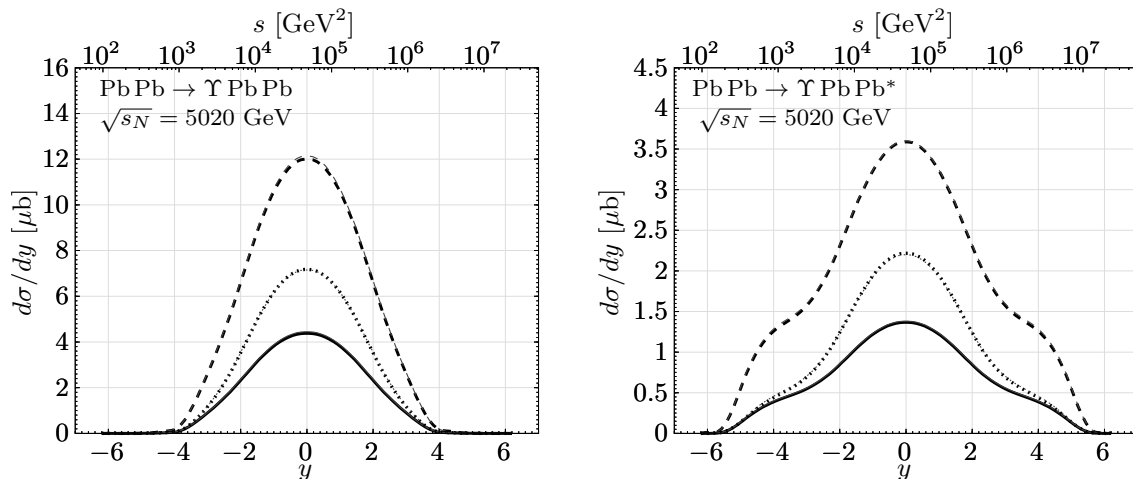 s [GeV²]
10² 10³ 10⁴ 10⁵ 10⁶ 10⁷
16
14
12
10
8
6
4
2
0
dσ/dy [μb]
Pb Pb → Υ Pb Pb
√s_N = 5020 GeV
−6 −4 −2 0 2 4 6
y
s [GeV²]
10² 10³ 10⁴ 10⁵ 10⁶ 10⁷
4.5
4
3.5
3
2.5
2
1.5
1
0.5
0
dσ/dy [μb]
Pb Pb → Υ Pb Pb*
√s_N = 5020 GeV
−6 −4 −2 0 2 4 6
y